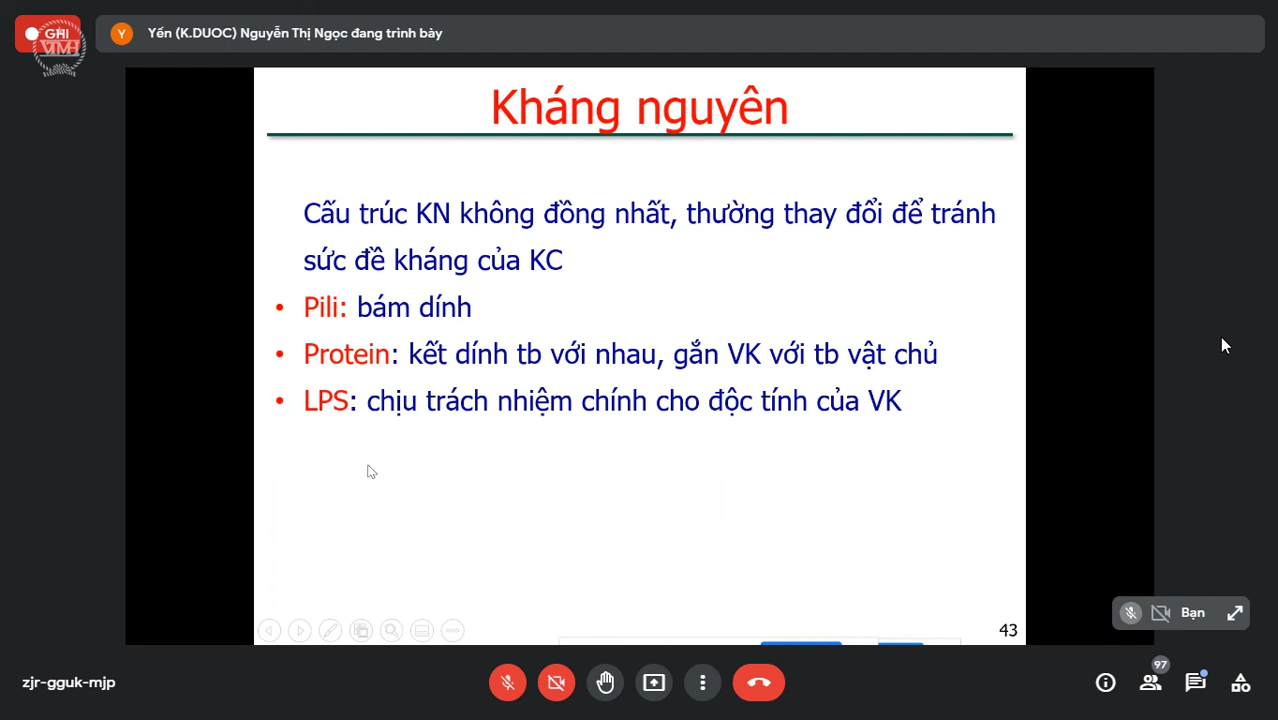 GHI
VTMH
Y
Yến (K.DUOC) Nguyễn Thị Ngọc đang trình bày
Kháng nguyên
Cấu trúc KN không đồng nhất, thường thay đổi để tránh
sức đề kháng của KC
• Pili: bám dính
• Protein: kết dính tb với nhau, gắn VK với tb vật chủ
• LPS: chịu trách nhiệm chính cho độc tính của VK
Bạn
43
zjr-gguk-mjp
97